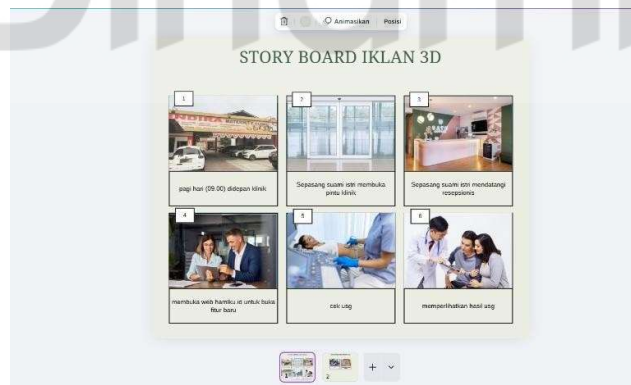 Animasikan Posisi
STORY BOARD IKLAN 3D
1
2
3
pagi hari (09.00) didepan klinik
Sepasang suami istri membuka
pintu klinik
Sepasang suami istri mendatangi
resepsionis
4
5
6
membuka web hamiku id untuk buka
fitur baru
cek usg
memperlihatkan hasil usg